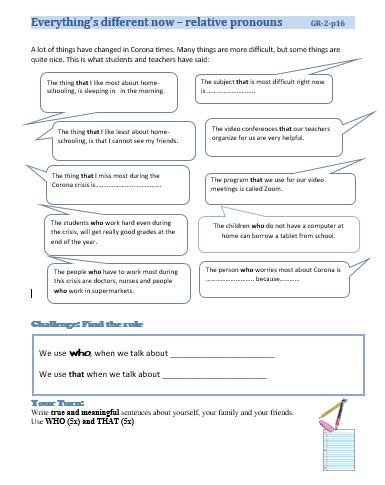 Everything's different now – relative pronouns GR-2-p16
A lot of things have changed in Corona times. Many things are more difficult, but some things are
quite nice. This is what students and teachers have said:
The thing that I like most about home-
schooling, is sleeping in in the morning.
The subject that is most difficult right now
is ........................
The thing that I like least about home-
schooling, is that I cannot see my friends.
The video conferences that our teachers
organize for us are very helpful.
The thing that I miss most during the
Corona crisis is................................
The program that we use for our video
meetings is called Zoom.
The students who work hard even during
the crisis, will get really good grades at the
end of the year.
The children who do not have a computer at
home can borrow a tablet from school.
The people who have to work most during
this crisis are doctors, nurses and people
who work in supermarkets.
The person who worries most about Corona is
........................ because..........
Challenge: Find the rule
We use who, when we talk about ________________________
We use that when we talk about ________________________
Your Turn:
Write true and meaningful sentences about yourself, your family and your friends.
Use WHO (5x) and THAT (5x)